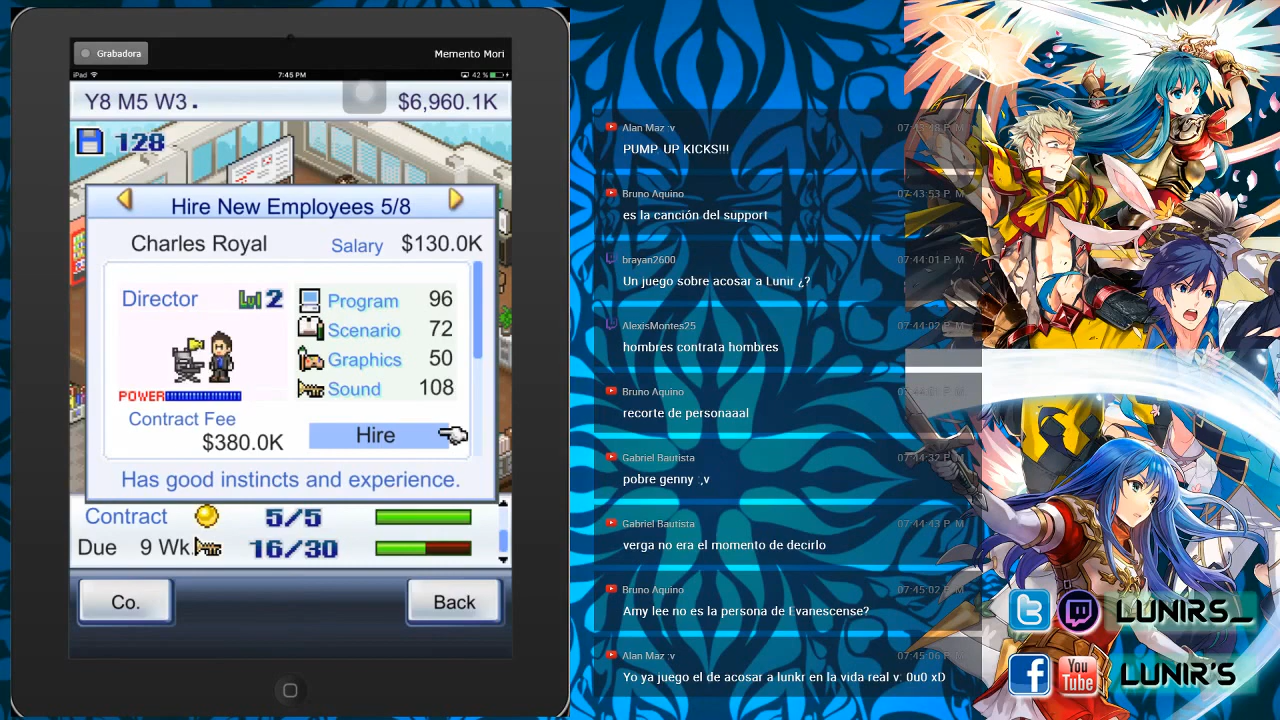 Grabadora
Memento Mori
iPad
7:45 PM
42 %
Y8 M5 W3.
$6,960.1K
128
Hire New Employees 5/8
Charles Royal
Salary $130.0K
Director Lvl 2
Program 96
Scenario 72
Graphics 50
Sound 108
POWER
Contract Fee
$380.0K
Hire
Has good instincts and experience.
Contract 5/5
Due 9 Wk. 16/30
Co.
Back
Alan Maz :v
PUMP UP KICKS!!!
Bruno Aquino 07:43:53 P. M
es la canción del support
brayan2600 07:44:01 P. M
Un juego sobre acosar a Lunir ¿?
AlexisMontes25 07:44:02 P. M
hombres contrata hombres
Bruno Aquino
recorte de personaaal
Gabriel Bautista 07:44:32 P. M
pobre genny :,v
Gabriel Bautista 07:44:43 P. M
verga no era el momento de decirlo
Bruno Aquino 07:45:02 P. M
Amy lee no es la persona de Evanescense?
Alan Maz :v 07:45:06 P. M
Yo ya juego el de acosar a lunkr en la vida real v: 0u0 xD
LUNIRS_
You
Tube
LUNIR'S